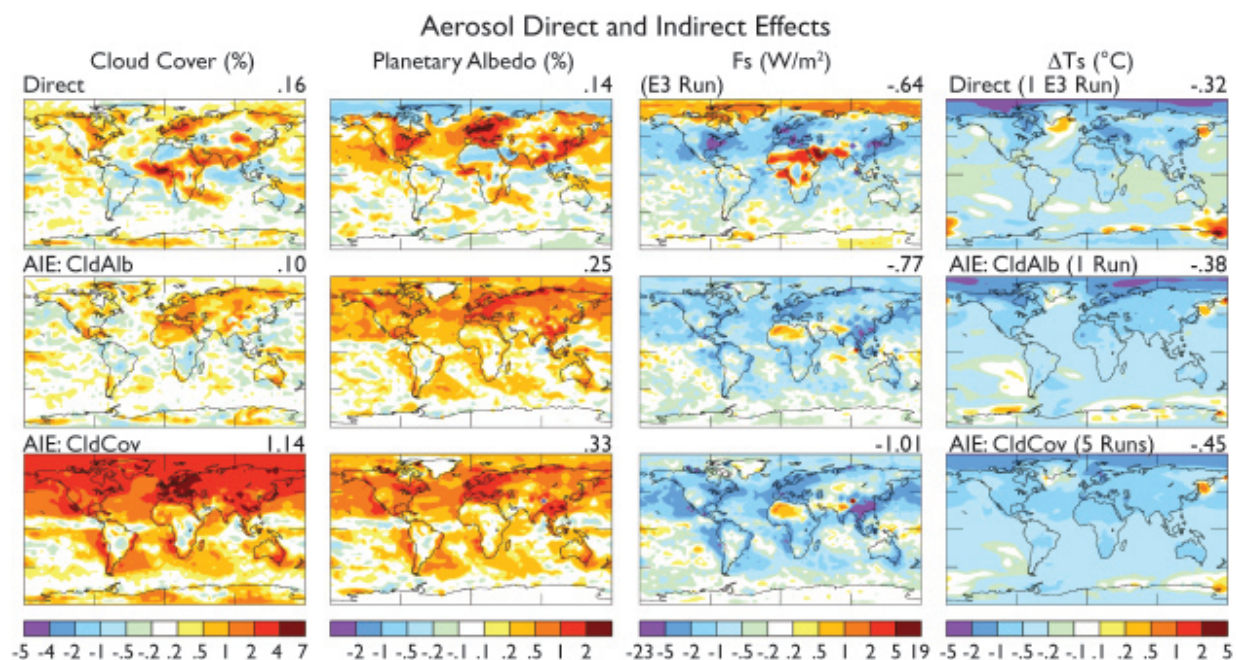 Aerosol Direct and Indirect Effects
Cloud Cover (%) Planetary Albedo (%) Fs (W/m²) ΔTs (°C)
Direct .16 .14 (E3 Run) -.64 Direct (1 E3 Run) -.32
AIE: CldAlb .10 .25 -.77 AIE: CldAlb (1 Run) -.38
AIE: CldCov 1.14 .33 -1.01 AIE: CldCov (5 Runs) -.45
-5 -4 -2 -1 -.5 -.2 .2 .5 1 2 4 7 -2 -1 -.5 -.2 -.1 .1 .2 .5 1 2 -23 -5 -2 -1 -.5 -.2 .2 .5 1 2 5 19 -5 -2 -1 -.5 -.2 -.1 .1 .2 .5 1 2 5